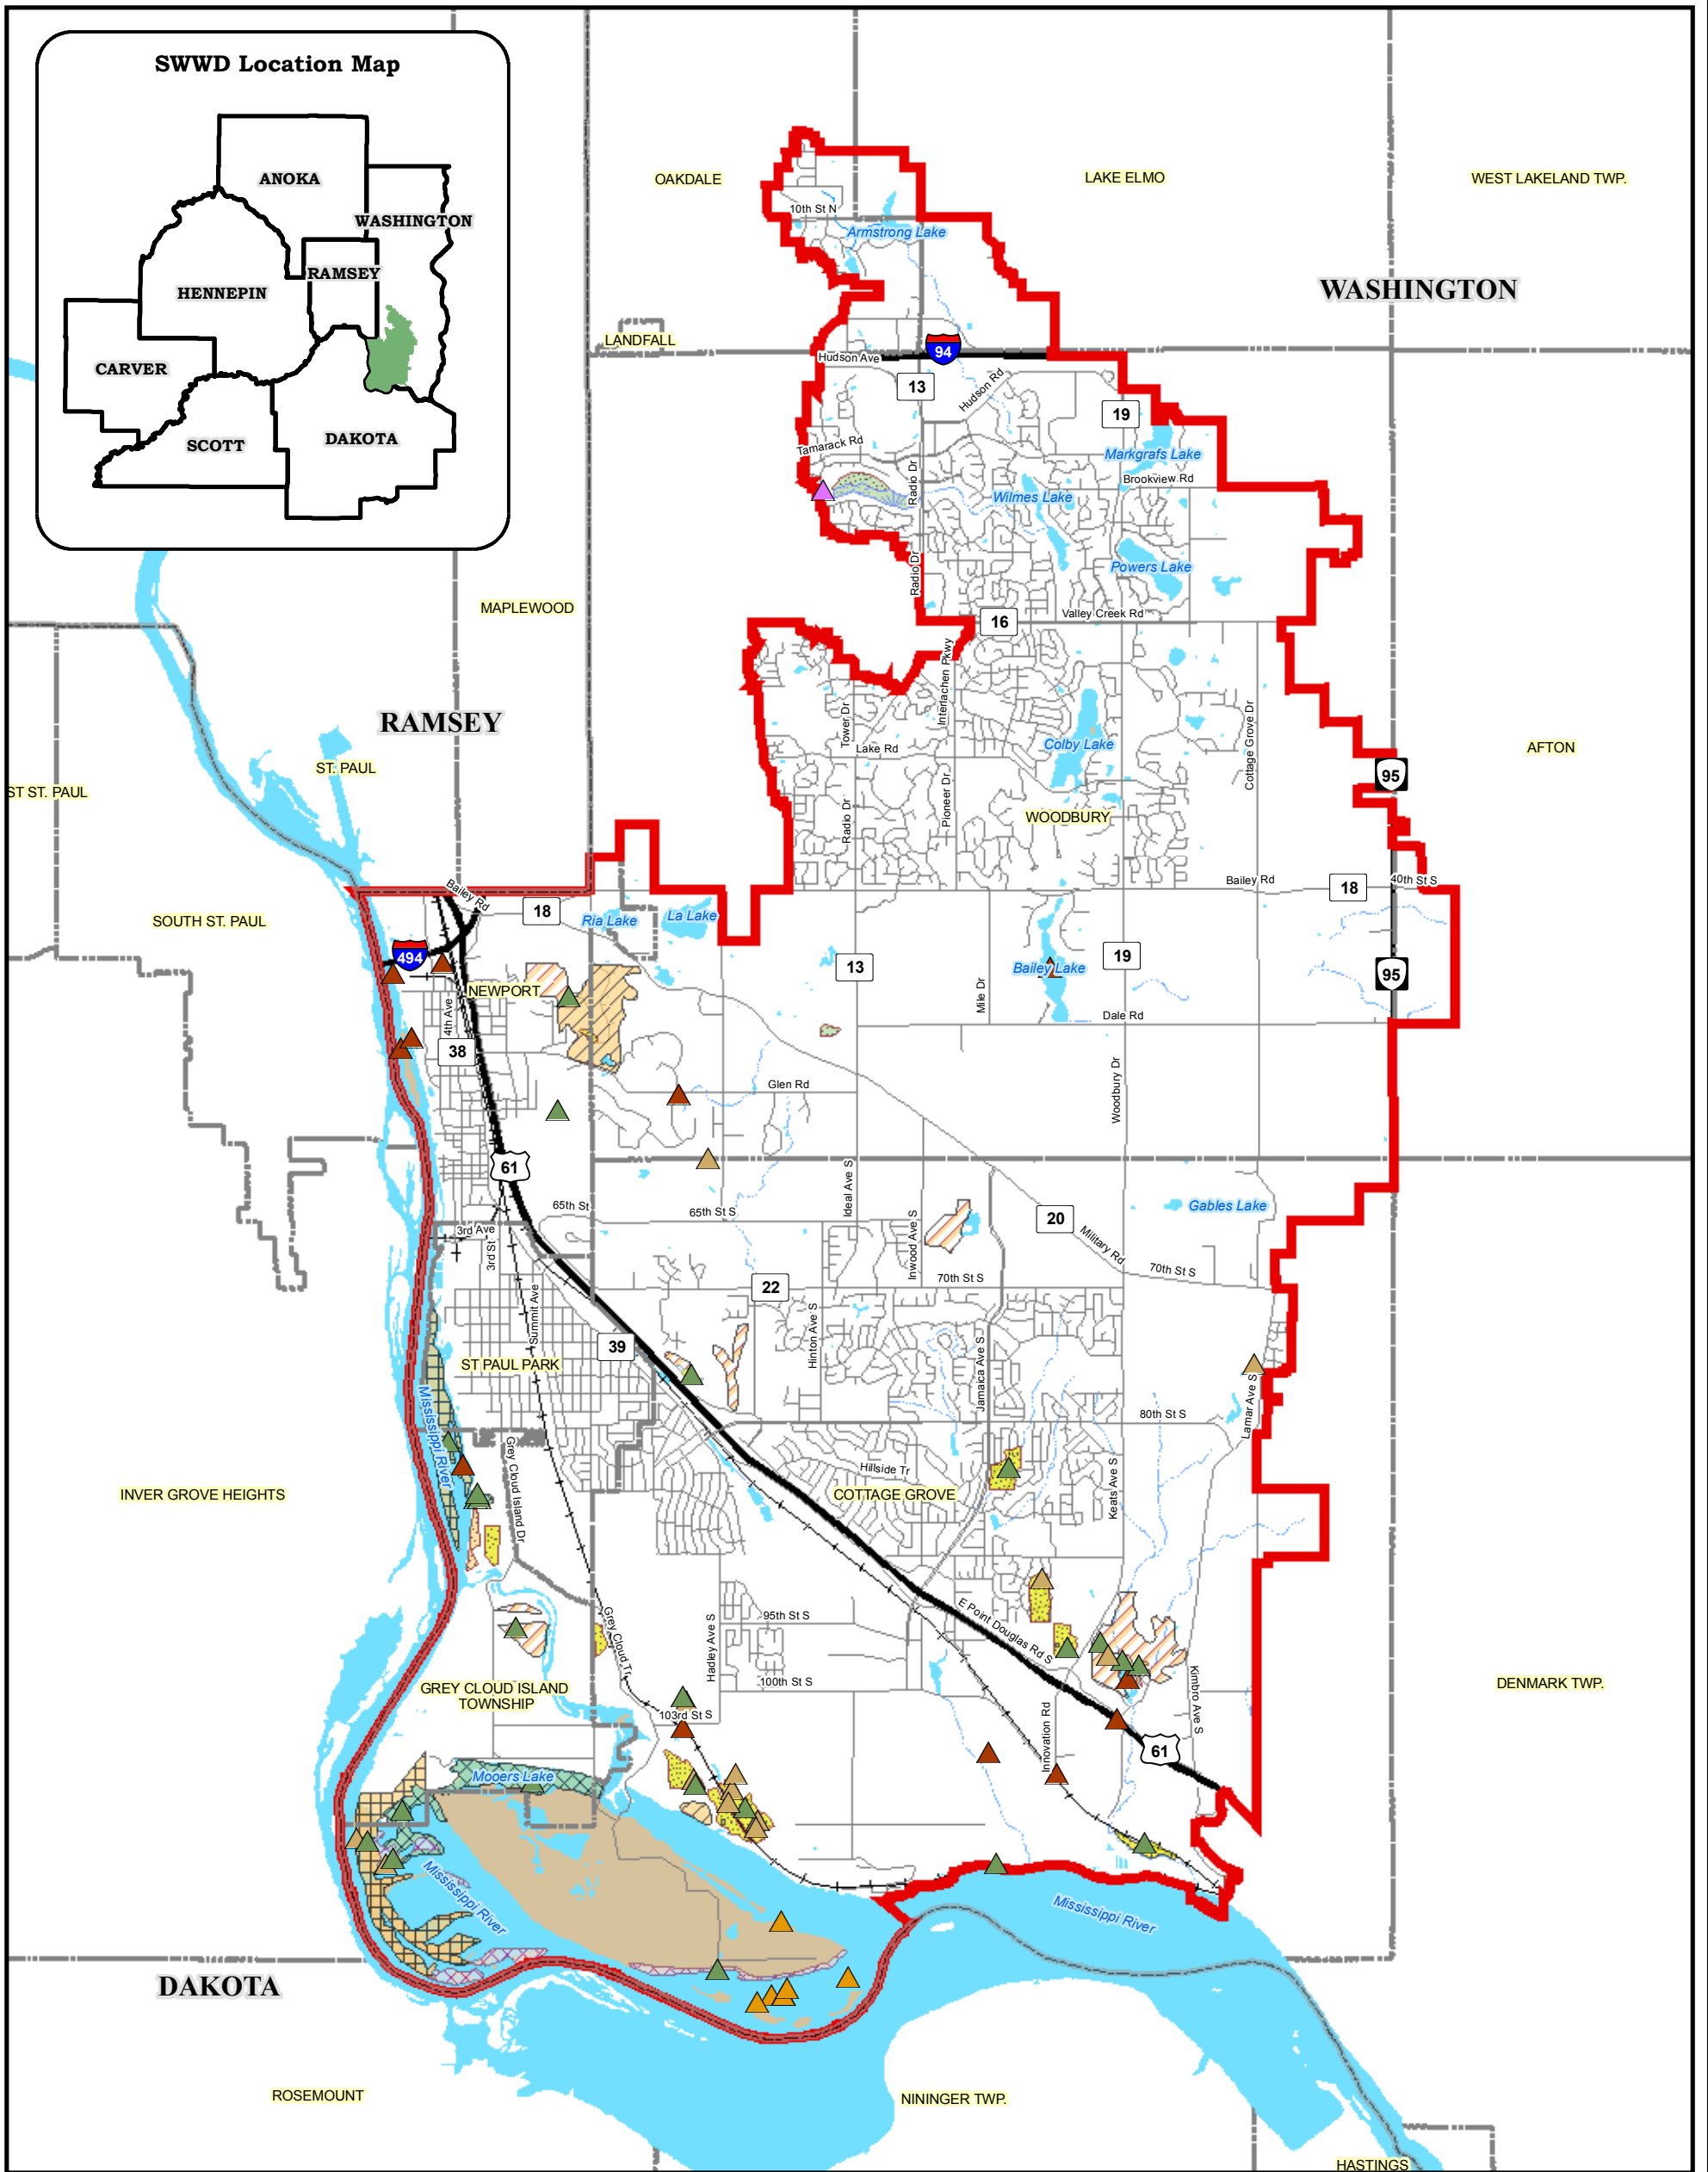 SWWD Location Map
ANOKA
WASHINGTON
RAMSEY
HENNEPIN
CARVER
SCOTT
DAKOTA
OAKDALE
LAKE ELMO
WEST LAKELAND TWP.
10th St N
Armstrong Lake
WASHINGTON
LANDFALL
94
Hudson Ave
13
Hudson Rd
19
Tamarack Rd
Markgrafs Lake
Radio Dr
Brookview Rd
Wilmes Lake
Radio Dr
Powers Lake
MAPLEWOOD
16
Valley Creek Rd
Interlachen Pkwy
RAMSEY
Tower Dr
Cottage Grove Dr
Lake Rd
Colby Lake
AFTON
ST. PAUL
95
ST ST. PAUL
Pioneer Dr
Radio Dr
WOODBURY
Bailey Rd
Bailey Rd
18
40th St S
18
Ria Lake
La Lake
SOUTH ST. PAUL
494
13
Bailey Lake
19
95
NEWPORT
Mile Dr
4th Ave
Dale Rd
38
Glen Rd
Woodbury Dr
61
Ideal Ave S
65th St
65th St S
Gables Lake
20
3rd Ave
3rd St
Inwood Ave S
Military Rd
70th St S
70th St S
22
Summit Ave
Hinton Ave S
39
ST PAUL PARK
Jamaica Ave S
Mississippi River
80th St S
Lamar Ave S
Grey Cloud Island Dr
Hillside Tr
Keats Ave S
INVER GROVE HEIGHTS
COTTAGE GROVE
95th St S
E Point Douglas Rd S
Grey Cloud Tr
Hadley Ave S
100th St S
Kimbro Ave S
GREY CLOUD ISLAND
TOWNSHIP
DENMARK TWP.
103rd St S
Innovation Rd
61
Mooers Lake
Mississippi River
Mississippi River
DAKOTA
ROSEMOUNT
NININGER TWP.
HASTINGS